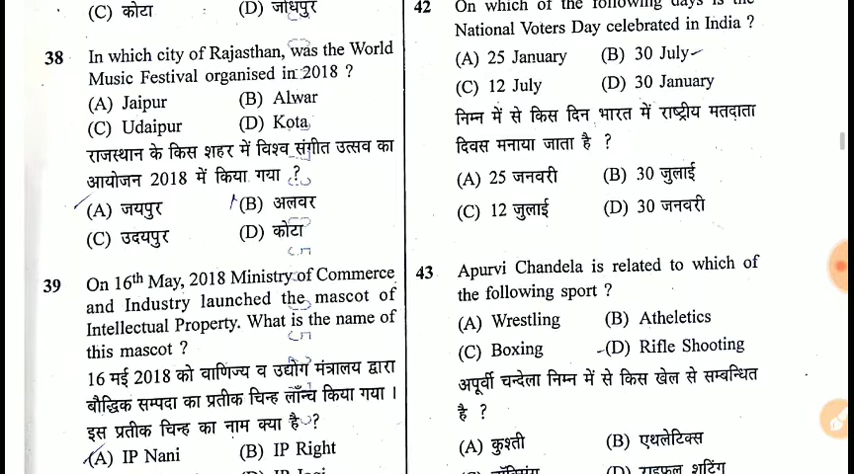 (C) कोटा (D) जोधपुर
38 In which city of Rajasthan, was the World
Music Festival organised in 2018 ?
(A) Jaipur (B) Alwar
(C) Udaipur (D) Kota
राजस्थान के किस शहर में विश्व संगीत उत्सव का
आयोजन 2018 में किया गया ?
(A) जयपुर (B) अलवर
(C) उदयपुर (D) कोटा
39 On 16th May, 2018 Ministry of Commerce
and Industry launched the mascot of
Intellectual Property. What is the name of
this mascot ?
16 मई 2018 को वाणिज्य व उद्योग मंत्रालय द्वारा
बौद्धिक सम्पदा का प्रतीक चिन्ह लाँन्च किया गया ।
इस प्रतीक चिन्ह का नाम क्या है ?
(A) IP Nani (B) IP Right
42 On which of the following days is the
National Voters Day celebrated in India ?
(A) 25 January (B) 30 July
(C) 12 July (D) 30 January
निम्न में से किस दिन भारत में राष्ट्रीय मतदाता
दिवस मनाया जाता है ?
(A) 25 जनवरी (B) 30 जुलाई
(C) 12 जुलाई (D) 30 जनवरी
43 Apurvi Chandela is related to which of
the following sport ?
(A) Wrestling (B) Atheletics
(C) Boxing (D) Rifle Shooting
अपूर्वी चन्देला निम्न में से किस खेल से सम्बन्धित
है ?
(A) कुश्ती (B) एथलेटिक्स
(D) राइफल शूटिंग